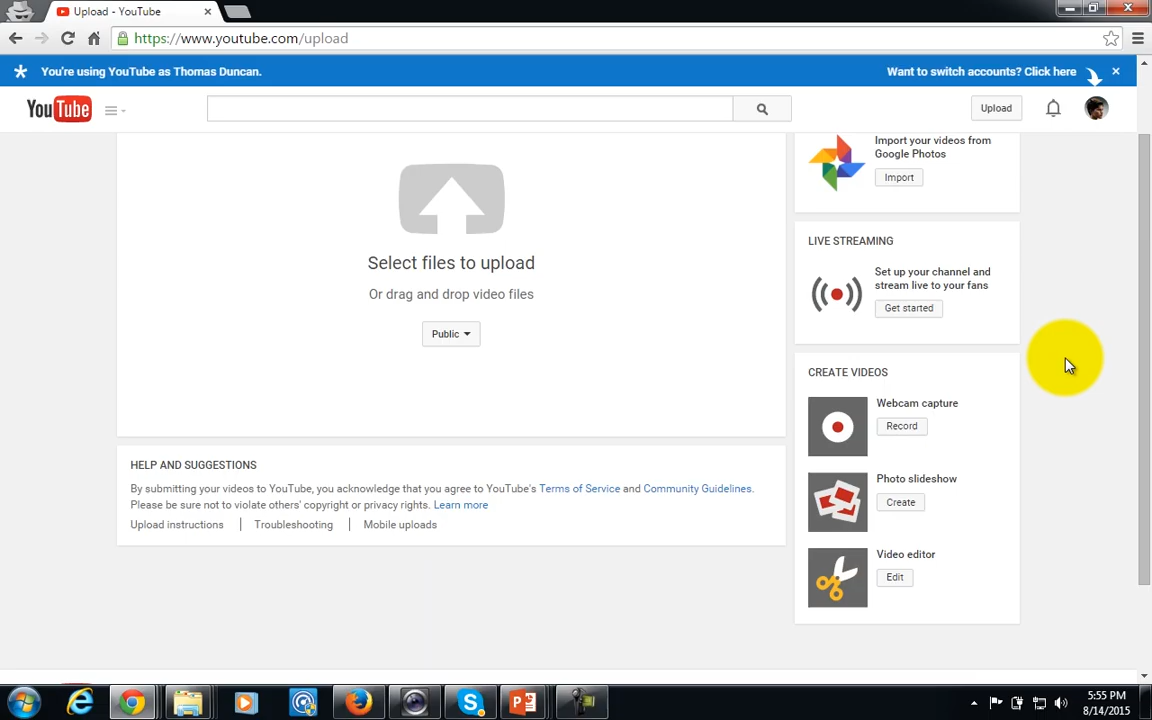 Upload - YouTube
https://www.youtube.com/upload
You're using YouTube as Thomas Duncan.
Want to switch accounts? Click here
YouTube
Upload
Import your videos from
Google Photos
Import
Select files to upload
Or drag and drop video files
Public
LIVE STREAMING
Set up your channel and
stream live to your fans
Get started
CREATE VIDEOS
Webcam capture
Record
Photo slideshow
Create
Video editor
Edit
HELP AND SUGGESTIONS
By submitting your videos to YouTube, you acknowledge that you agree to YouTube's Terms of Service and Community Guidelines.
Please be sure not to violate others' copyright or privacy rights. Learn more
Upload instructions
Troubleshooting
Mobile uploads
5:55 PM
8/14/2015